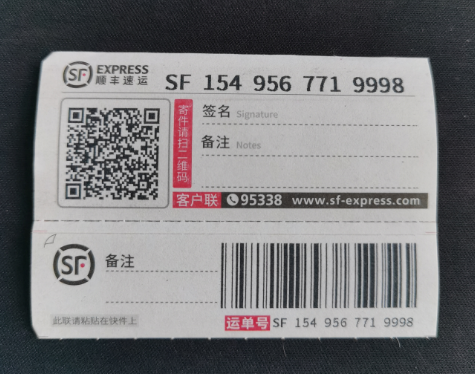 SF EXPRESS
顺丰速运
SF 154 956 771 9998
寄件请扫二维码
签名 Signature
备注 Notes
客户联 95338 www.sf-express.com
SF
备注
此联请粘贴在快件上
运单号 SF 154 956 771 9998